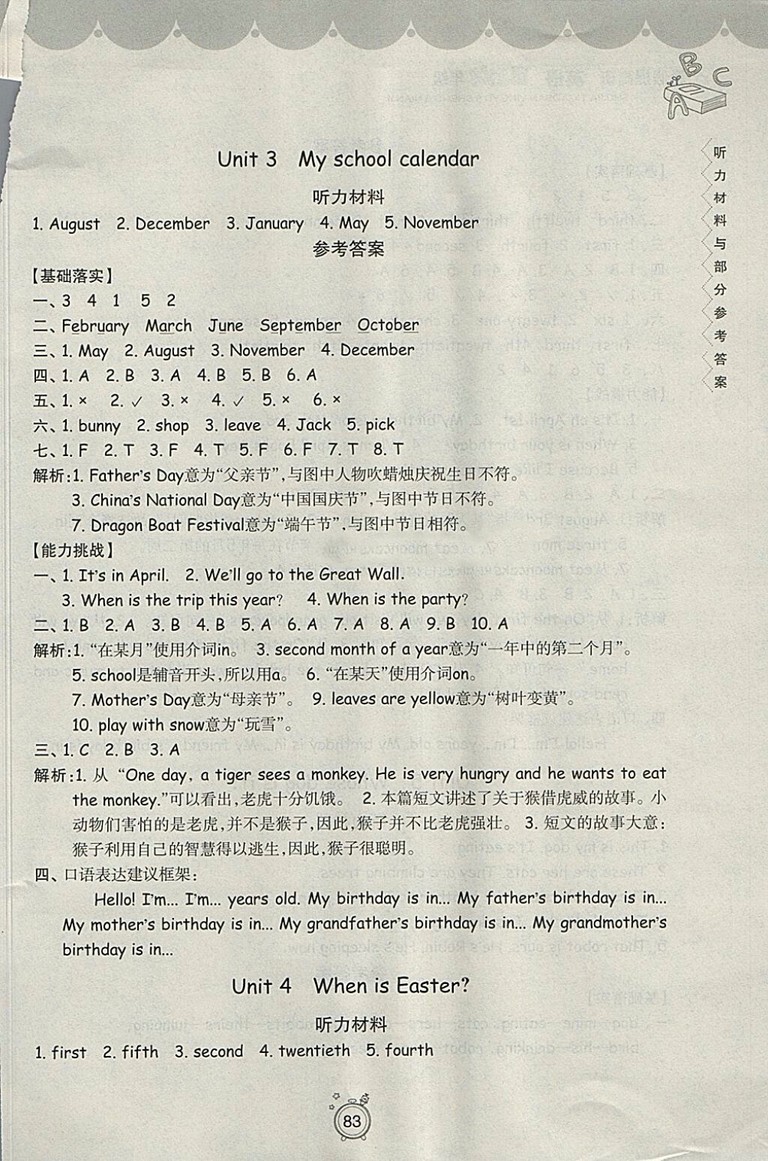 Unit 3 My school calendar
听力材料
1. August 2. December 3. January 4. May 5. November
参考答案
【基础落实】
一、3 4 1 5 2
二、February March June September October
三、1. May 2. August 3. November 4. December
四、1. A 2. B 3. A 4. B 5. B 6. A
五、1. × 2. ✓ 3. × 4. ✓ 5. × 6. ×
六、1. bunny 2. shop 3. leave 4. Jack 5. pick
七、1. F 2. T 3. F 4. T 5. F 6. F 7. T 8. T
解析:1. Father's Day意为“父亲节”,与图中人物吹蜡烛庆祝生日不符。
3. China's National Day意为“中国国庆节”,与图中节日不符。
7. Dragon Boat Festival意为“端午节”,与图中节日相符。
【能力挑战】
一、1. It's in April. 2. We'll go to the Great Wall.
3. When is the trip this year? 4. When is the party?
二、1. B 2. A 3. B 4. B 5. A 6. A 7. A 8. A 9. B 10. A
解析:1. “在某月”使用介词in。 3. second month of a year意为“一年中的第二个月”。
5. school是辅音开头,所以用a。 6. “在某天”使用介词on。
7. Mother's Day意为“母亲节”。 9. leaves are yellow意为“树叶变黄”。
10. play with snow意为“玩雪”。
三、1. C 2. B 3. A
解析:1. 从 “One day, a tiger sees a monkey. He is very hungry and he wants to eat
the monkey.”可以看出,老虎十分饥饿。 2. 本篇短文讲述了关于猴借虎威的故事。小
动物们害怕的是老虎,并不是猴子,因此,猴子并不比老虎强壮。 3. 短文的故事大意:
猴子利用自己的智慧得以逃生,因此,猴子很聪明。
四、口语表达建议框架:
Hello! I'm... I'm... years old. My birthday is in... My father's birthday is in...
My mother's birthday is in... My grandfather's birthday is in... My grandmother's
birthday is in...
Unit 4 When is Easter?
听力材料
1. first 2. fifth 3. second 4. twentieth 5. fourth
83
A B C
听力材料与部分参考答案